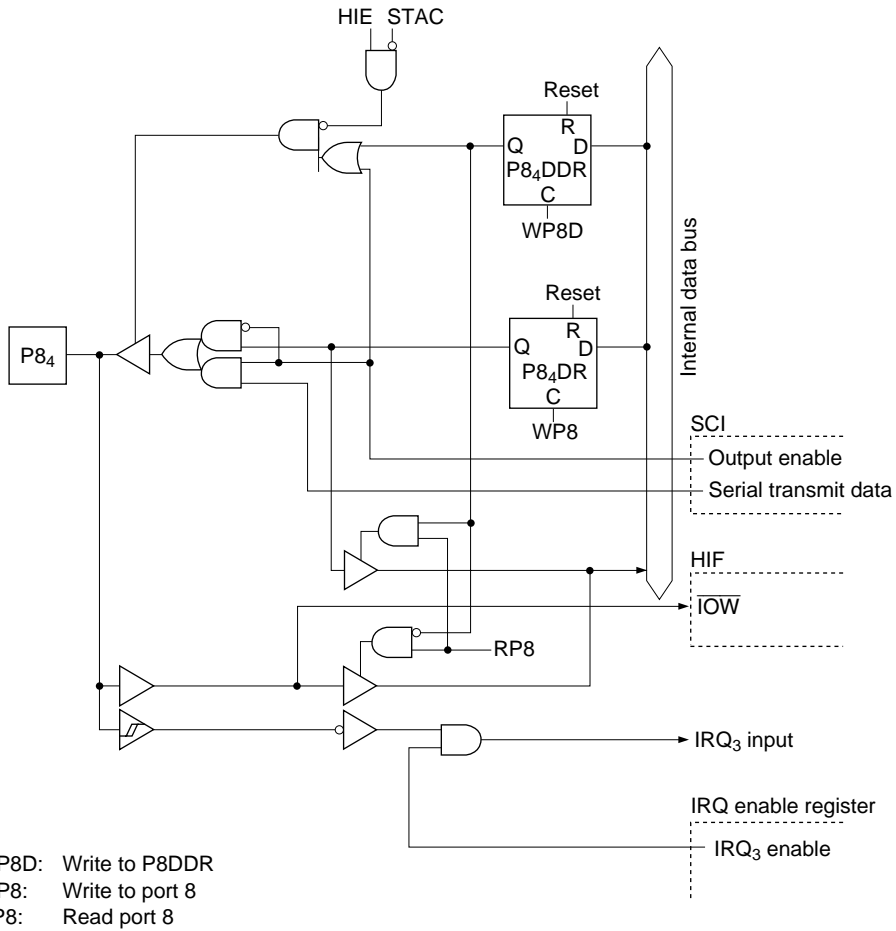 HIE STAC
Reset
R
Q D
P8₄DDR
C
WP8D
Internal data bus
Reset
R
Q D
P8₄DR
C
WP8
P8₄
SCI
Output enable
Serial transmit data
HIF
IOW
RP8
IRQ₃ input
IRQ enable register
IRQ₃ enable
P8D: Write to P8DDR
P8: Write to port 8
P8: Read port 8